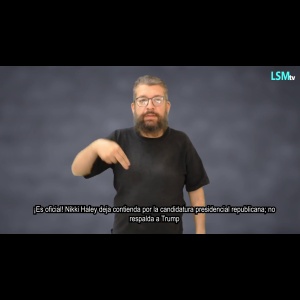 LSMtv
¡Es oficial! Nikki Haley deja contienda por la candidatura presidencial republicana; no
respalda a Trump